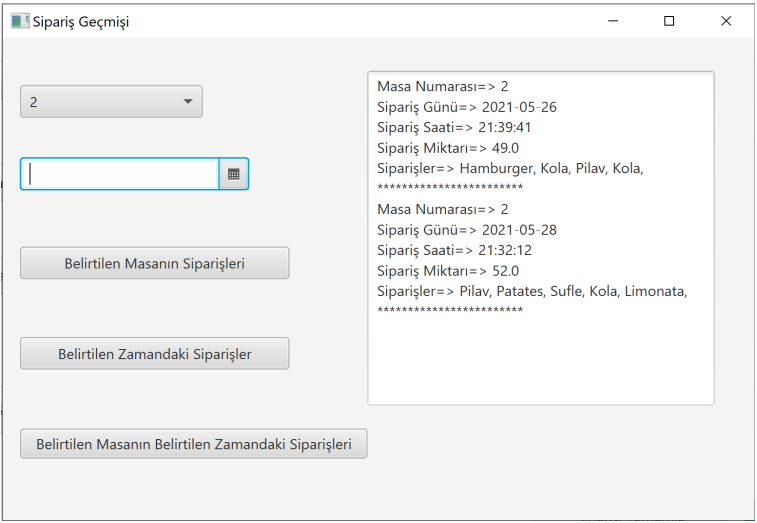 Sipariş Geçmişi
2
Belirtilen Masanın Siparişleri
Belirtilen Zamandaki Siparişler
Belirtilen Masanın Belirtilen Zamandaki Siparişleri
Masa Numarası=> 2
Sipariş Günü=> 2021-05-26
Sipariş Saati=> 21:39:41
Sipariş Miktarı=> 49.0
Siparişler=> Hamburger, Kola, Pilav, Kola,
************************
Masa Numarası=> 2
Sipariş Günü=> 2021-05-28
Sipariş Saati=> 21:32:12
Sipariş Miktarı=> 52.0
Siparişler=> Pilav, Patates, Sufle, Kola, Limonata,
************************